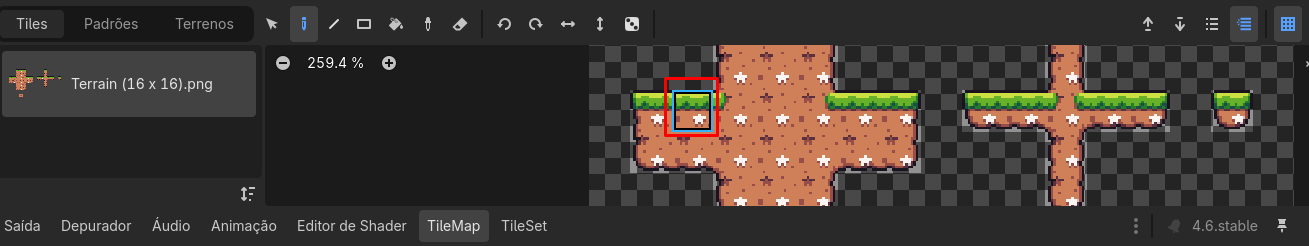 Tiles Padrões Terrenos
259.4 %
Terrain (16 x 16).png
Saída Depurador Áudio Animação Editor de Shader TileMap TileSet 4.6.stable